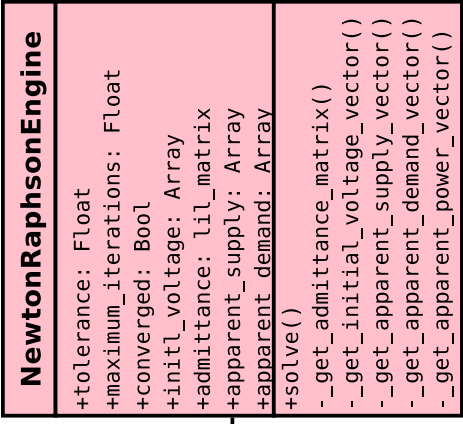 NewtonRaphsonEngine
+tolerance: Float
+maximum_iterations: Float
+converged: Bool
+initl_voltage: Array
+admittance: lil_matrix
+apparent_supply: Array
+apparent_demand: Array
+solve()
-_get_admittance_matrix()
-_get_initial_voltage_vector()
-_get_apparent_supply_vector()
-_get_apparent_demand_vector()
-_get_apparent_power_vector()